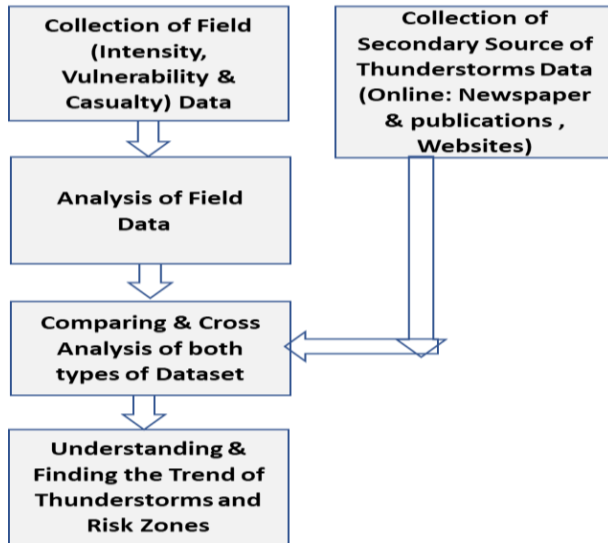 Collection of Field
(Intensity,
Vulnerability &
Casualty) Data
Collection of
Secondary Source of
Thunderstorms Data
(Online: Newspaper
& publications ,
Websites)
Analysis of Field
Data
Comparing & Cross
Analysis of both
types of Dataset
Understanding &
Finding the Trend of
Thunderstorms and
Risk Zones